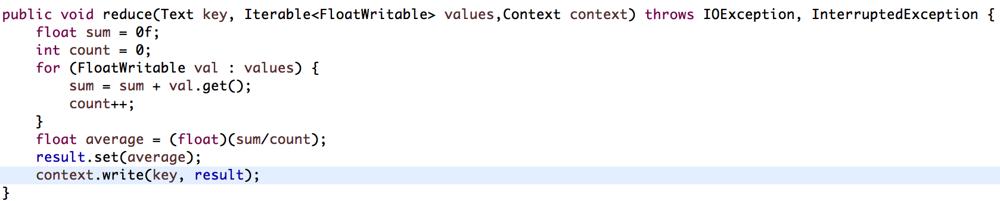 public void reduce(Text key, Iterable<FloatWritable> values,Context context) throws IOException, InterruptedException {
    float sum = 0f;
    int count = 0;
    for (FloatWritable val : values) {
        sum = sum + val.get();
        count++;
    }
    float average = (float)(sum/count);
    result.set(average);
    context.write(key, result);
}